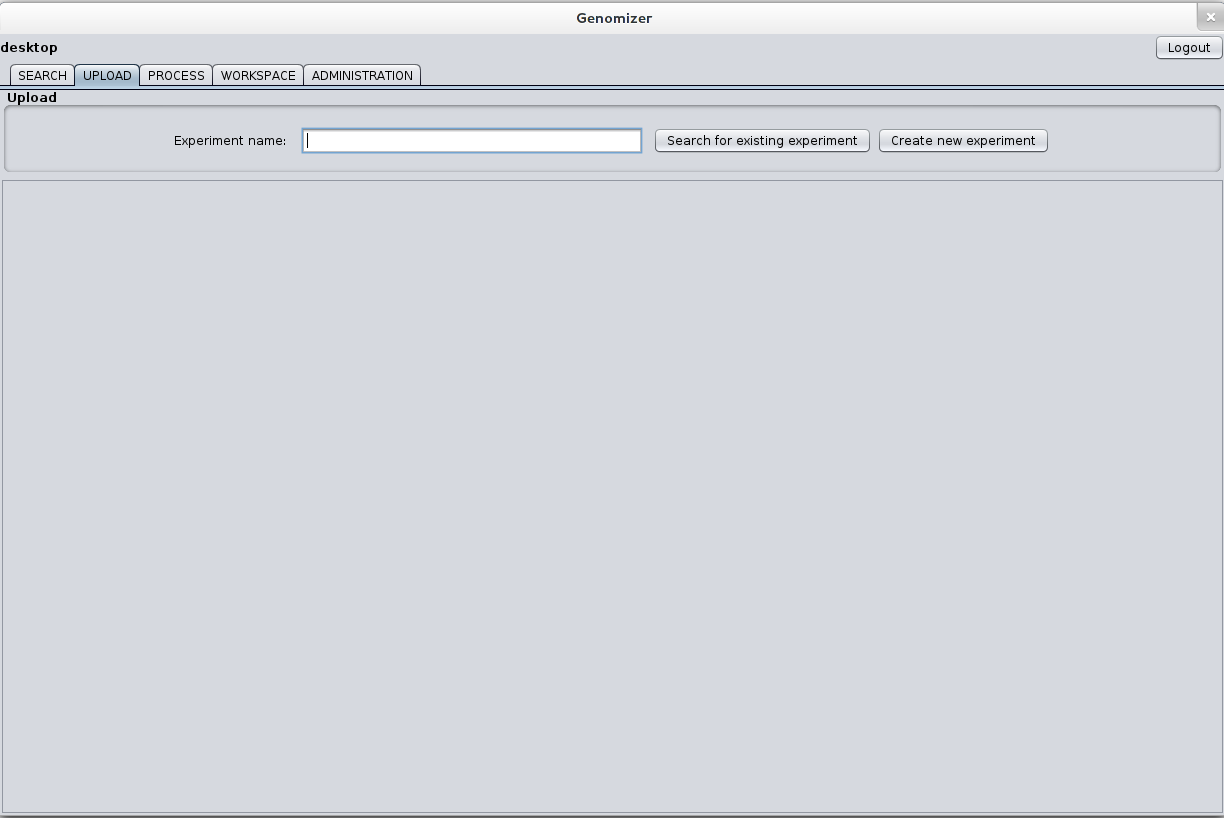 Genomizer
desktop
Logout
SEARCH UPLOAD PROCESS WORKSPACE ADMINISTRATION
Upload
Experiment name: Search for existing experiment Create new experiment